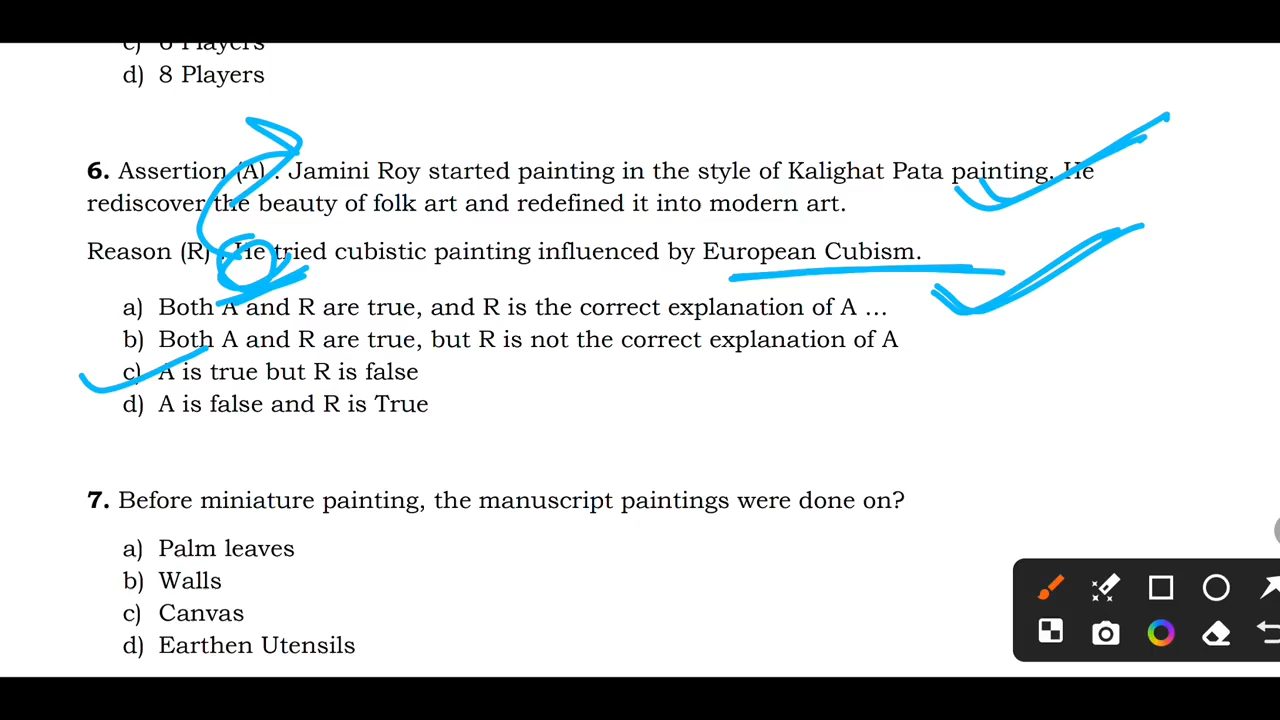 c) 6 Players
d) 8 Players
6. Assertion (A) : Jamini Roy started painting in the style of Kalighat Pata painting. He
rediscover the beauty of folk art and redefined it into modern art.
Reason (R) : He tried cubistic painting influenced by European Cubism.
a) Both A and R are true, and R is the correct explanation of A …
b) Both A and R are true, but R is not the correct explanation of A
c) A is true but R is false
d) A is false and R is True
7. Before miniature painting, the manuscript paintings were done on?
a) Palm leaves
b) Walls
c) Canvas
d) Earthen Utensils